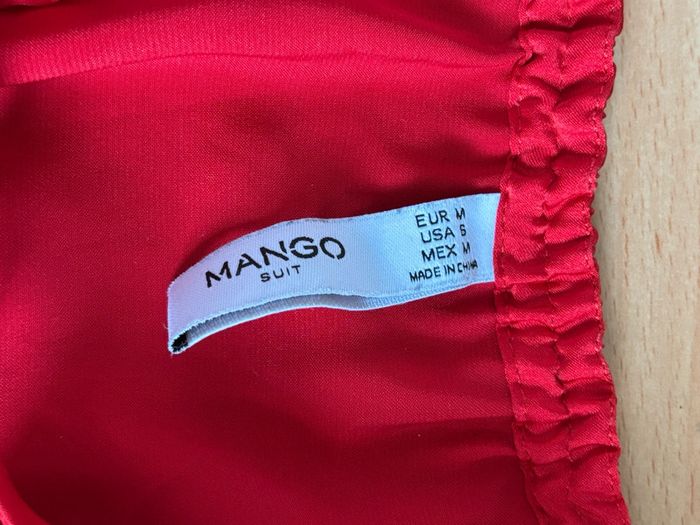 MANGO
SUIT
EUR M
USA 6
MEX M
MADE IN CHINA